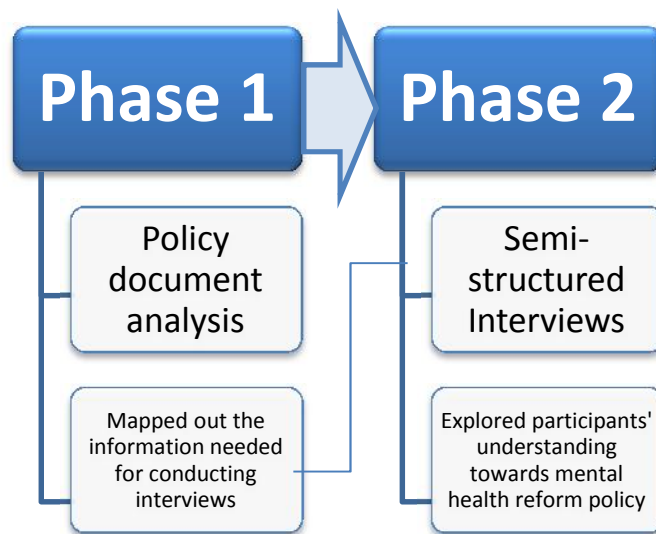 Phase 1
Policy
document
analysis
Mapped out the
information needed
for conducting
interviews
Phase 2
Semi-
structured
Interviews
Explored participants'
understanding
towards mental
health reform policy